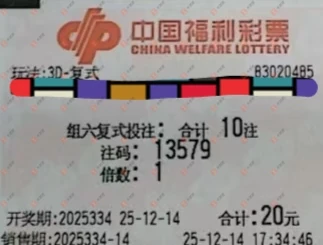 中国福利彩票
CHINA WELFARE LOTTERY
玩法:3D-复式 83020485
组六复式投注: 合计 10注
注码: 13579
倍数: 1
开奖期:2025334 25-12-14 合计:20元
销售期:2025334-14 25-12-14 17:34:46